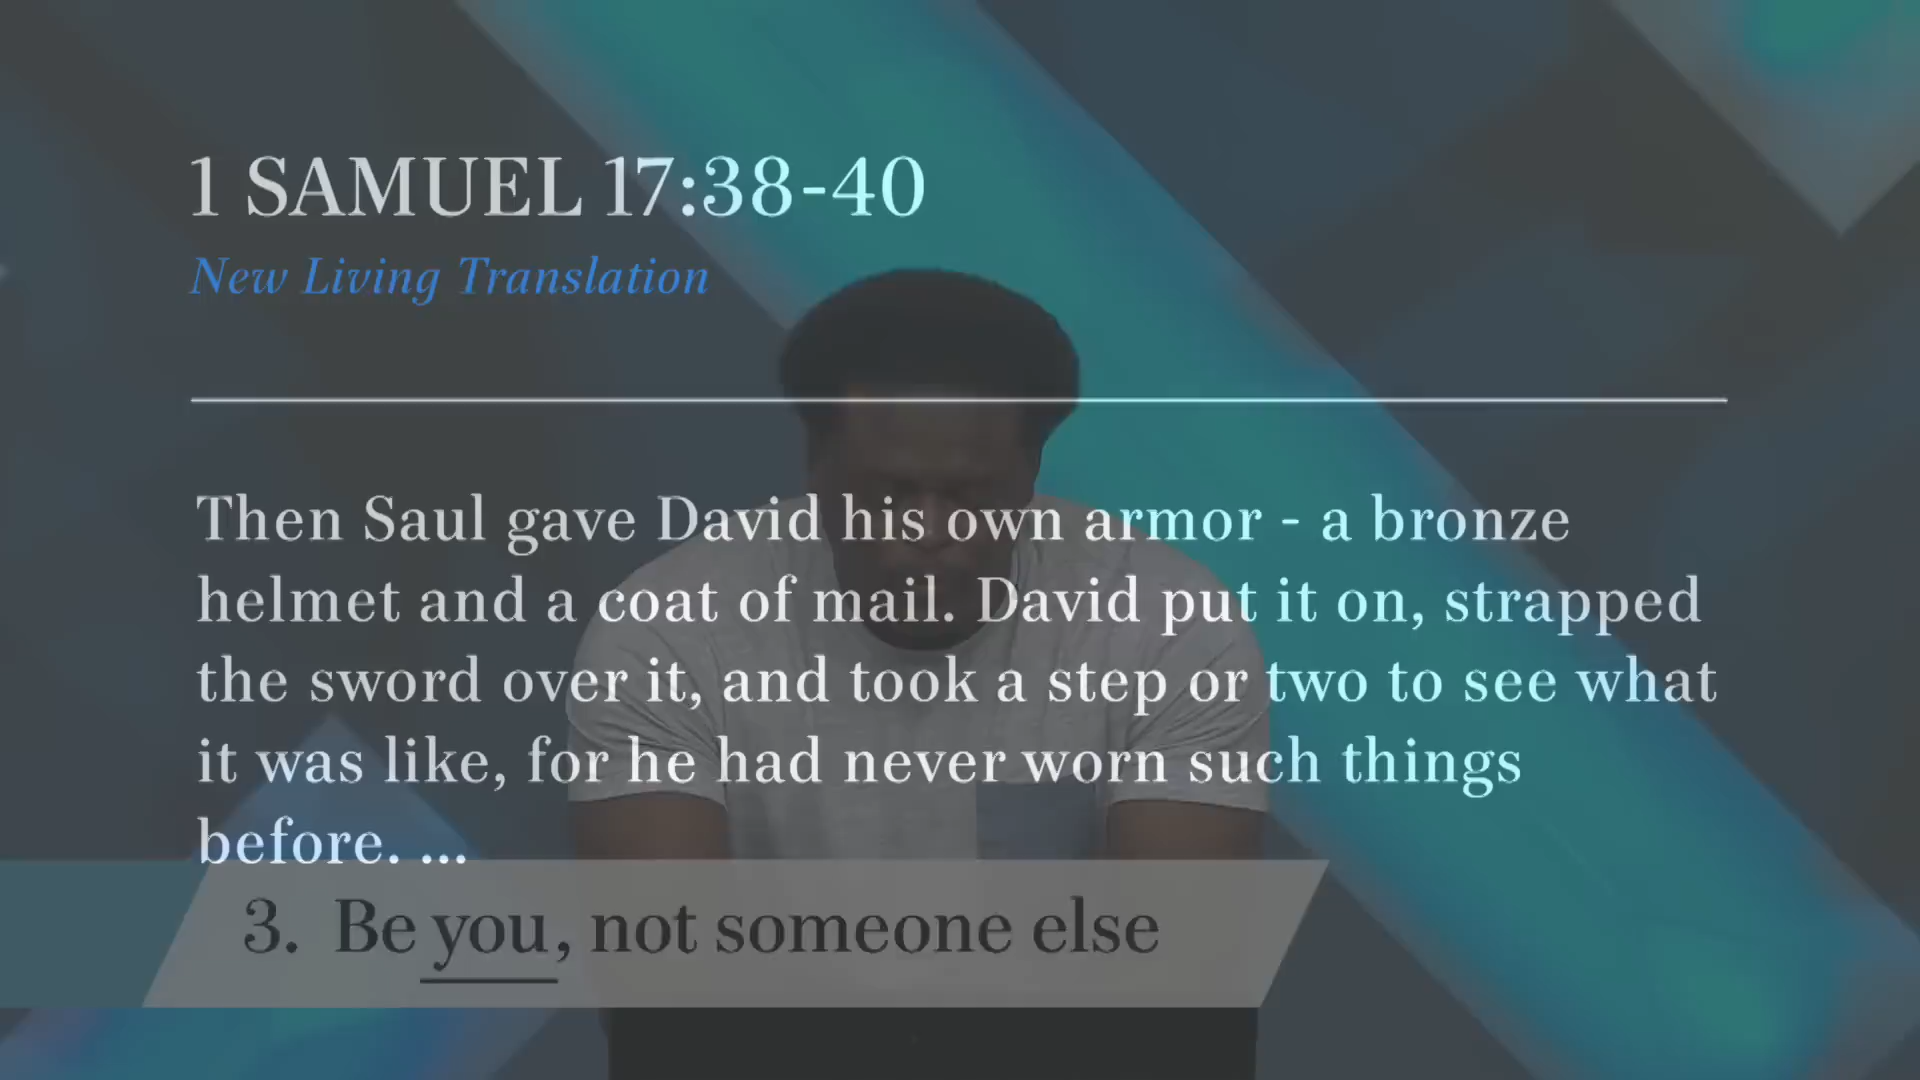 1 SAMUEL 17:38-40
New Living Translation
Then Saul gave David his own armor - a bronze
helmet and a coat of mail. David put it on, strapped
the sword over it, and took a step or two to see what
it was like, for he had never worn such things
before. ...
3. Be you, not someone else